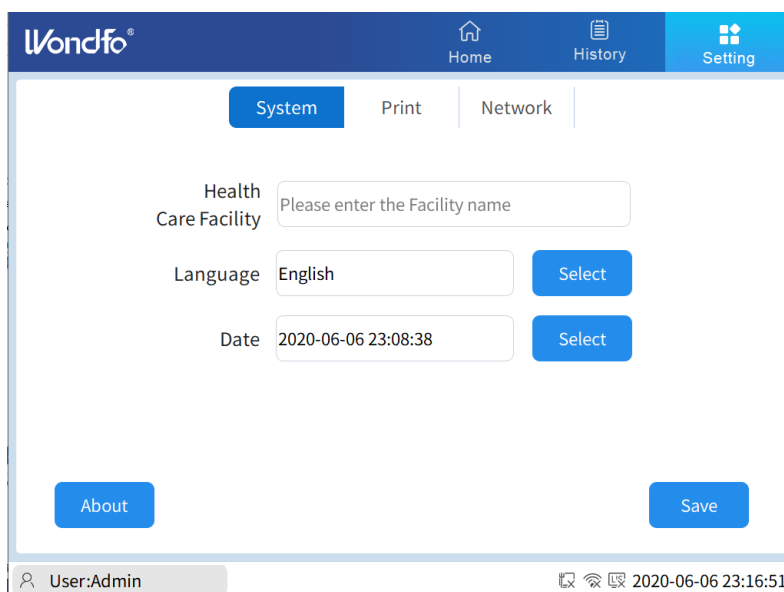 Wondfo®
Home
History
Setting
System
Print
Network
Health
Care Facility
Please enter the Facility name
Language
English
Select
Date
2020-06-06 23:08:38
Select
About
Save
User:Admin
LIS
2020-06-06 23:16:51